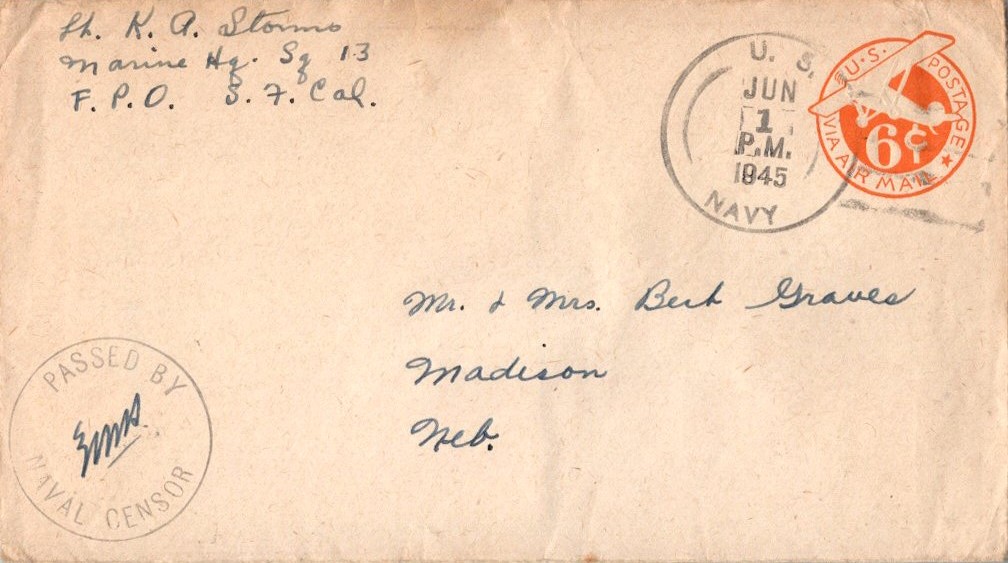 Lt. K. A. Storms
Marine Hq. Sq 13
F. P. O. S. F. Cal.
U. S.
JUN
1
P.M.
1945
NAVY
U.S. POSTAGE
6¢
VIA AIR MAIL
Mr. & Mrs. Bert Graves
Madison
Neb.
PASSED BY
NAVAL CENSOR